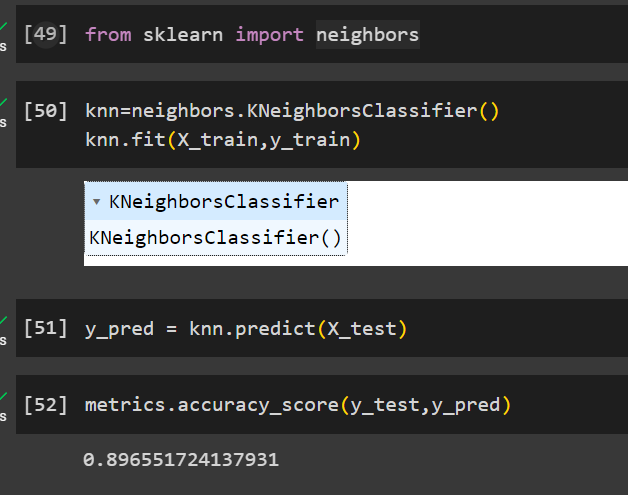 [49] from sklearn import neighbors
s
[50] knn=neighbors.KNeighborsClassifier()
s
knn.fit(X_train,y_train)
▾ KNeighborsClassifier
KNeighborsClassifier()
[51] y_pred = knn.predict(X_test)
s
[52] metrics.accuracy_score(y_test,y_pred)
s
0.896551724137931